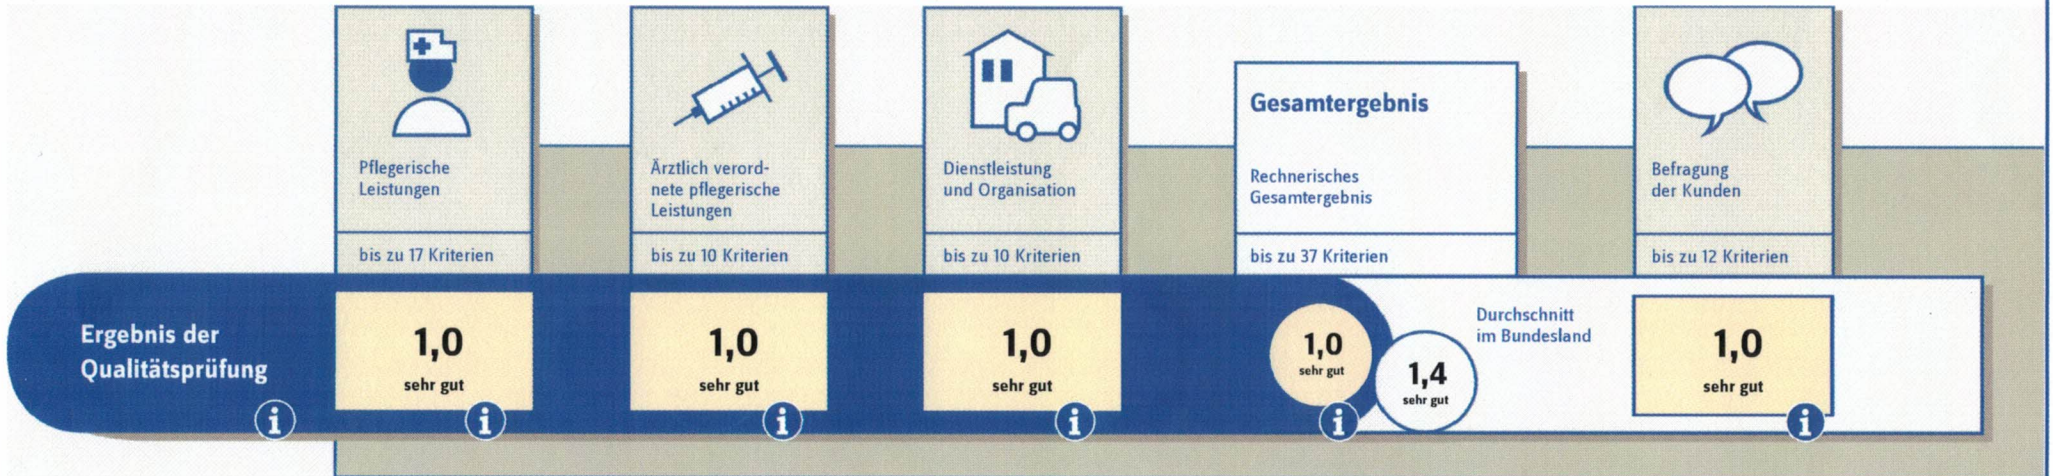 Pflegerische
Leistungen
bis zu 17 Kriterien
Ärztlich verord-
nete pflegerische
Leistungen
bis zu 10 Kriterien
Dienstleistung
und Organisation
bis zu 10 Kriterien
Gesamtergebnis
Rechnerisches
Gesamtergebnis
bis zu 37 Kriterien
Befragung
der Kunden
bis zu 12 Kriterien
Ergebnis der
Qualitätsprüfung
i
1,0
sehr gut
i
1,0
sehr gut
i
1,0
sehr gut
i
1,0
sehr gut
i
1,4
sehr gut
Durchschnitt
im Bundesland
1,0
sehr gut
i